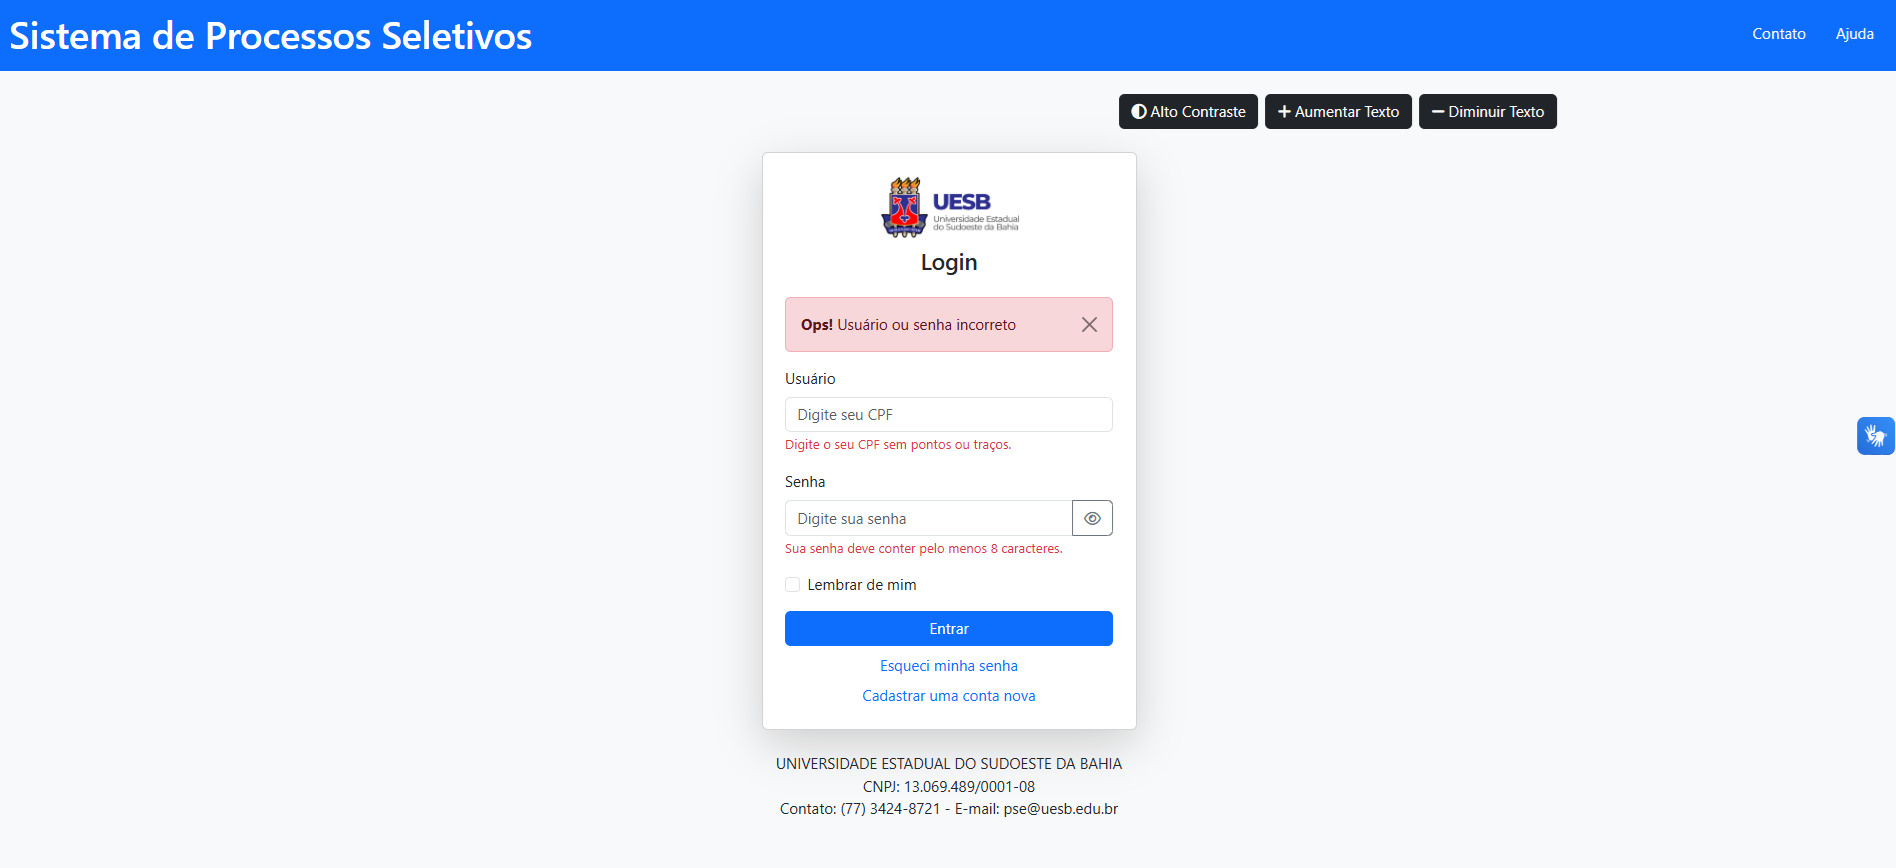 Sistema de Processos Seletivos
Contato
Ajuda
Alto Contraste
Aumentar Texto
Diminuir Texto
UESB
Universidade Estadual
do Sudoeste da Bahia
Login
Ops! Usuário ou senha incorreto
Usuário
Digite seu CPF
Digite o seu CPF sem pontos ou traços.
Senha
Digite sua senha
Sua senha deve conter pelo menos 8 caracteres.
Lembrar de mim
Entrar
Esqueci minha senha
Cadastrar uma conta nova
UNIVERSIDADE ESTADUAL DO SUDOESTE DA BAHIA
CNPJ: 13.069.489/0001-08
Contato: (77) 3424-8721 - E-mail: pse@uesb.edu.br